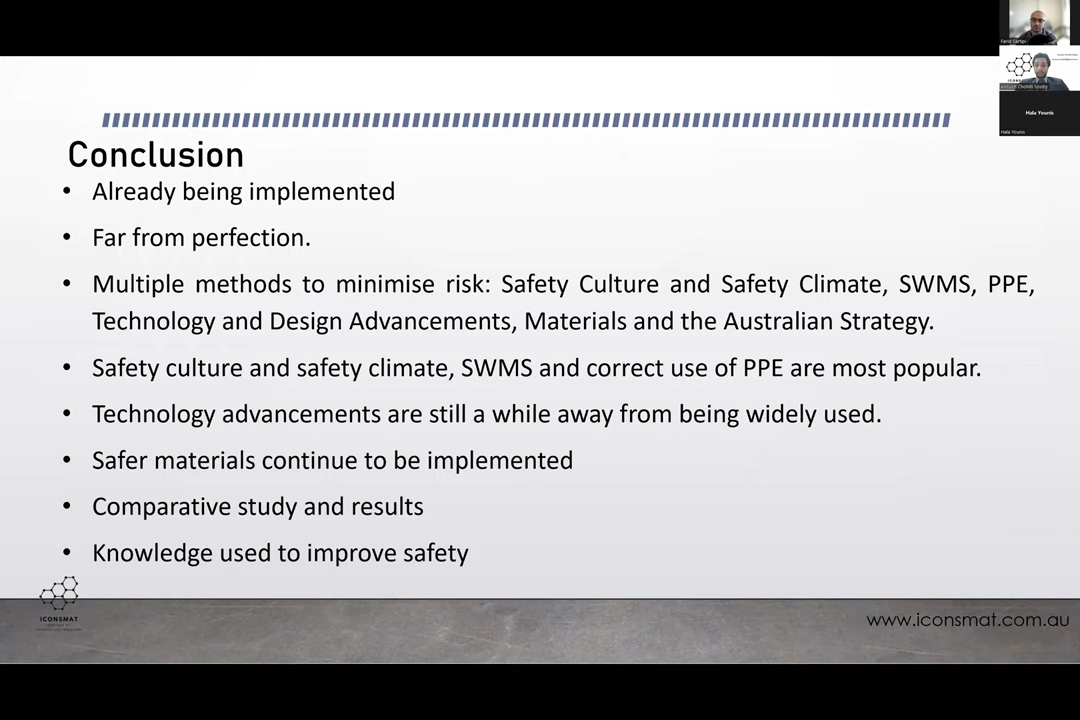 Conclusion
• Already being implemented
• Far from perfection.
• Multiple methods to minimise risk: Safety Culture and Safety Climate, SWMS, PPE,
Technology and Design Advancements, Materials and the Australian Strategy.
• Safety culture and safety climate, SWMS and correct use of PPE are most popular.
• Technology advancements are still a while away from being widely used.
• Safer materials continue to be implemented
• Comparative study and results
• Knowledge used to improve safety
ICONSMAT
www.iconsmat.com.au
Hala Younis
Hala Younis